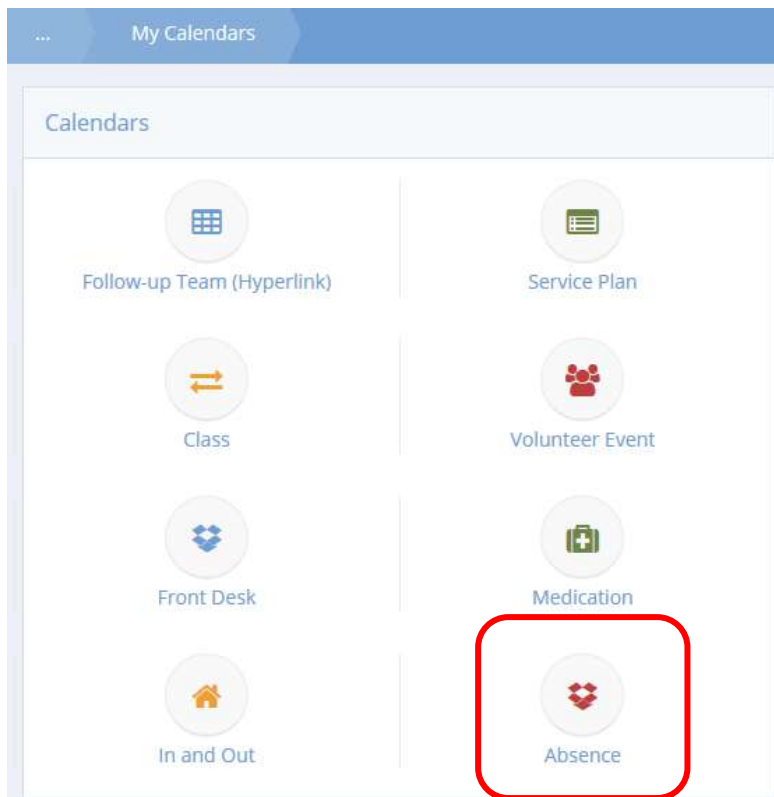 ... My Calendars
Calendars
Follow-up Team (Hyperlink) Service Plan
Class Volunteer Event
Front Desk Medication
In and Out Absence